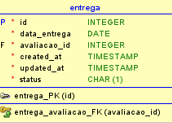 entrega
P * id INTEGER
* data_entrega DATE
F * avaliacao_id INTEGER
* created_at TIMESTAMP
* updated_at TIMESTAMP
* status CHAR (1)
entrega_PK (id)
entrega_avaliacao_FK (avaliacao_id)